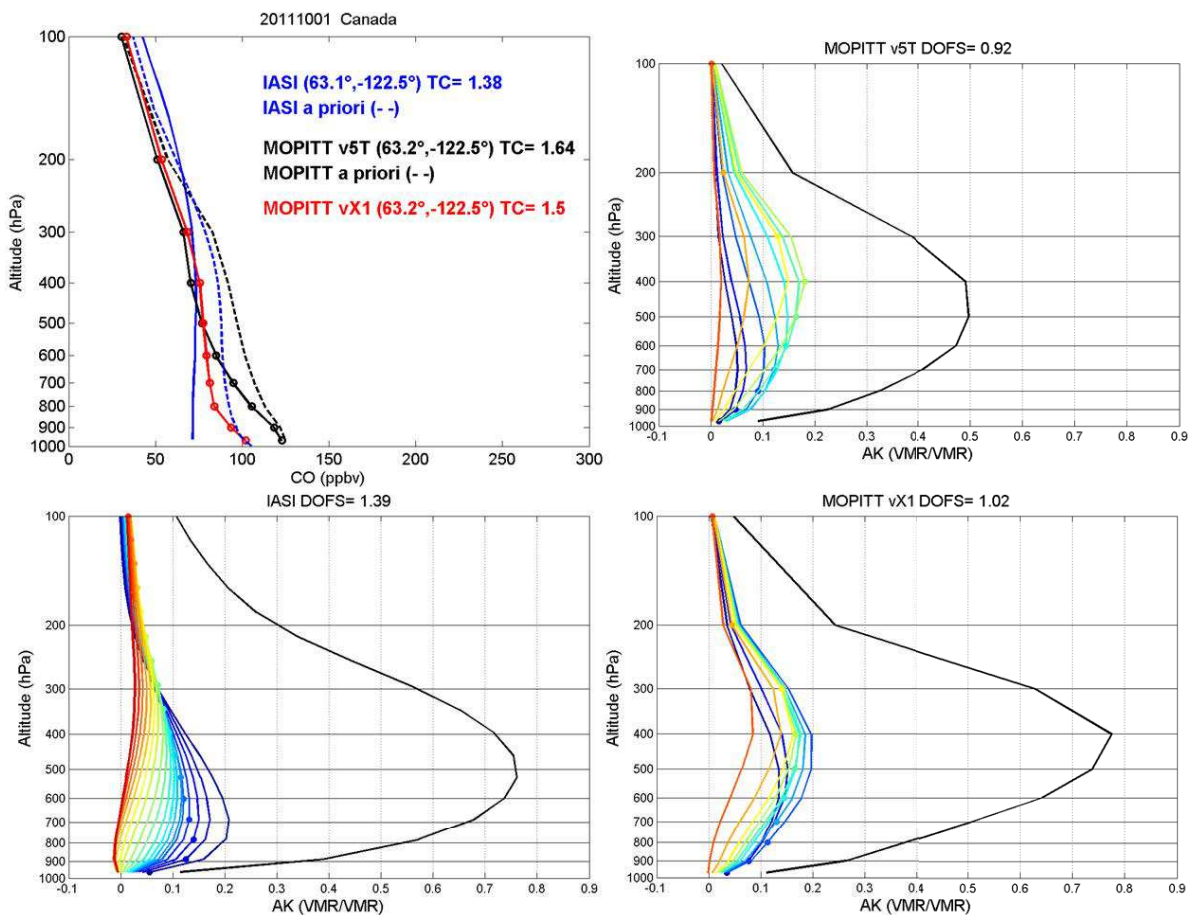 20111001 Canada
100
200
300
400
500
600
700
800
900
1000
Altitude (hPa)
IASI (63.1°,-122.5°) TC= 1.38
IASI a priori (- -)
MOPITT v5T (63.2°,-122.5°) TC= 1.64
MOPITT a priori (- -)
MOPITT vX1 (63.2°,-122.5°) TC= 1.5
0 50 100 150 200 250 300
CO (ppbv)
MOPITT v5T DOFS= 0.92
100
200
300
400
500
600
700
800
900
1000
Altitude (hPa)
-0.1 0 0.1 0.2 0.3 0.4 0.5 0.6 0.7 0.8 0.9
AK (VMR/VMR)
IASI DOFS= 1.39
100
200
300
400
500
600
700
800
900
1000
Altitude (hPa)
-0.1 0 0.1 0.2 0.3 0.4 0.5 0.6 0.7 0.8 0.9
AK (VMR/VMR)
MOPITT vX1 DOFS= 1.02
100
200
300
400
500
600
700
800
900
1000
Altitude (hPa)
-0.1 0 0.1 0.2 0.3 0.4 0.5 0.6 0.7 0.8 0.9
AK (VMR/VMR)